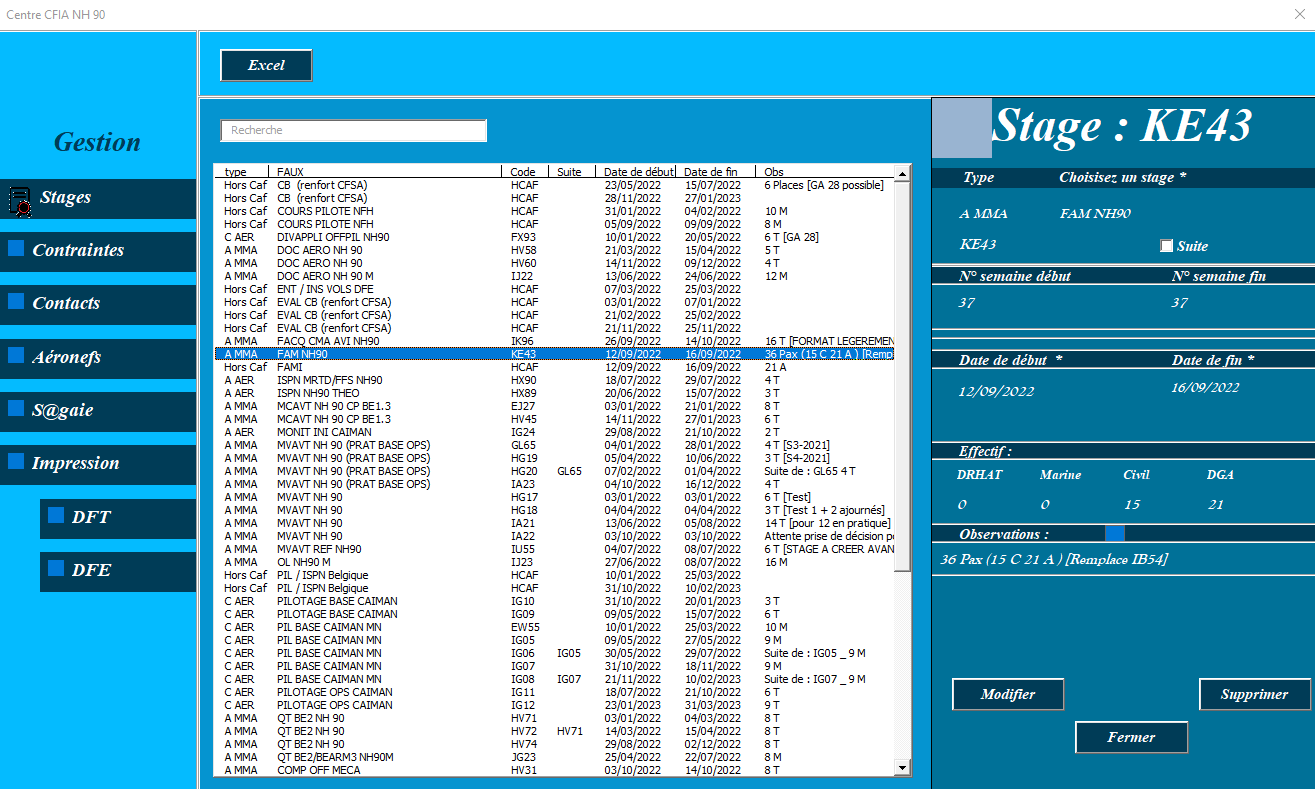 Centre CFIA NH 90
Excel
Gestion
Stages
Contraintes
Contacts
Aéronefs
S@gaie
Impression
DFT
DFE
Recherche
type FAUX Code Suite Date de début Date de fin Obs
Hors Caf CB (renfort CFSA) HCAF 23/05/2022 15/07/2022 6 Places [GA 28 possible]
Hors Caf CB (renfort CFSA) HCAF 28/11/2022 27/01/2023
Hors Caf COURS PILOTE NFH HCAF 31/01/2022 04/02/2022 10 M
Hors Caf COURS PILOTE NFH HCAF 05/09/2022 09/09/2022 8 M
C AER DIVAPPLI OFFPIL NH90 FX93 10/01/2022 20/05/2022 6 T [GA 28]
A MMA DOC AERO NH 90 HV58 21/03/2022 15/04/2022 5 T
A MMA DOC AERO NH 90 HV60 14/11/2022 09/12/2022 4 T
A MMA DOC AERO NH 90 M IJ22 13/06/2022 24/06/2022 12 M
Hors Caf ENT / INS VOLS DFE HCAF 07/03/2022 25/03/2022
Hors Caf EVAL CB (renfort CFSA) HCAF 03/01/2022 07/01/2022
Hors Caf EVAL CB (renfort CFSA) HCAF 21/02/2022 25/02/2022
Hors Caf EVAL CB (renfort CFSA) HCAF 21/11/2022 25/11/2022
A MMA FACQ CMA AVI NH90 IK96 26/09/2022 14/10/2022 16 T [FORMAT LEGEREMEN
A MMA FAM NH90 KE43 12/09/2022 16/09/2022 36 Pax (15 C 21 A ) [Remp
Hors Caf FAMI HCAF 12/09/2022 16/09/2022 21 A
A AER ISPN MRTD/FFS NH90 HX90 18/07/2022 29/07/2022 4 T
A AER ISPN NH90 THEO HX89 20/06/2022 15/07/2022 3 T
A MMA MCAVT NH 90 CP BE1.3 EJ27 03/01/2022 21/01/2022 8 T
A MMA MCAVT NH 90 CP BE1.3 HV45 14/11/2022 27/01/2023 6 T
A AER MONIT INI CAIMAN IG24 29/08/2022 21/10/2022 2 T
A MMA MVAVT NH 90 (PRAT BASE OPS) GL65 04/01/2022 28/01/2022 4 T [S3-2021]
A MMA MVAVT NH 90 (PRAT BASE OPS) HG19 05/04/2022 10/06/2022 3 T [S4-2021]
A MMA MVAVT NH 90 (PRAT BASE OPS) HG20 GL65 07/02/2022 01/04/2022 Suite de : GL65 4 T
A MMA MVAVT NH 90 (PRAT BASE OPS) IA23 04/10/2022 16/12/2022 4 T
A MMA MVAVT NH 90 HG17 03/01/2022 03/01/2022 6 T [Test]
A MMA MVAVT NH 90 HG18 04/04/2022 04/04/2022 3 T [Test 1 + 2 ajournés]
A MMA MVAVT NH 90 IA21 13/06/2022 05/08/2022 14 T [pour 12 en pratique]
A MMA MVAVT NH 90 IA22 03/10/2022 03/10/2022 Attente prise de décision p
A MMA MVAVT REF NH90 IU55 04/07/2022 08/07/2022 6 T [STAGE A CREER AVAN
A MMA OL NH90 M IJ23 27/06/2022 08/07/2022 16 M
Hors Caf PIL / ISPN Belgique HCAF 10/01/2022 25/03/2022
Hors Caf PIL / ISPN Belgique HCAF 31/10/2022 10/02/2023
C AER PILOTAGE BASE CAIMAN IG10 31/10/2022 20/01/2023 3 T
C AER PILOTAGE BASE CAIMAN IG09 09/05/2022 15/07/2022 6 T
C AER PIL BASE CAIMAN MN EW55 10/01/2022 25/03/2022 10 M
C AER PIL BASE CAIMAN MN IG05 09/05/2022 27/05/2022 9 M
C AER PIL BASE CAIMAN MN IG06 IG05 30/05/2022 29/07/2022 Suite de : IG05 _ 9 M
C AER PIL BASE CAIMAN MN IG07 31/10/2022 18/11/2022 9 M
C AER PIL BASE CAIMAN MN IG08 IG07 21/11/2022 10/02/2023 Suite de : IG07 _ 9 M
C AER PILOTAGE OPS CAIMAN IG11 18/07/2022 21/10/2022 6 T
C AER PILOTAGE OPS CAIMAN IG12 23/01/2023 31/03/2023 9 T
A MMA QT BE2 NH 90 HV71 03/01/2022 04/03/2022 8 T
A MMA QT BE2 NH 90 HV72 HV71 14/03/2022 15/04/2022 8 T
A MMA QT BE2 NH 90 HV74 29/08/2022 02/12/2022 8 T
A MMA QT BE2/BEARM3 NH90M JG23 25/04/2022 22/07/2022 8 M
A MMA COMP OFF MECA HV31 03/10/2022 14/10/2022 8 T
Stage : KE43
Type Choisisez un stage *
A MMA FAM NH90
KE43 Suite
N° semaine début N° semaine fin
37 37
Date de début * Date de fin *
12/09/2022 16/09/2022
Effectif :
DRHAT Marine Civil DGA
0 0 15 21
Observations :
36 Pax (15 C 21 A ) [Remplace IB54]
Modifier Supprimer
Fermer